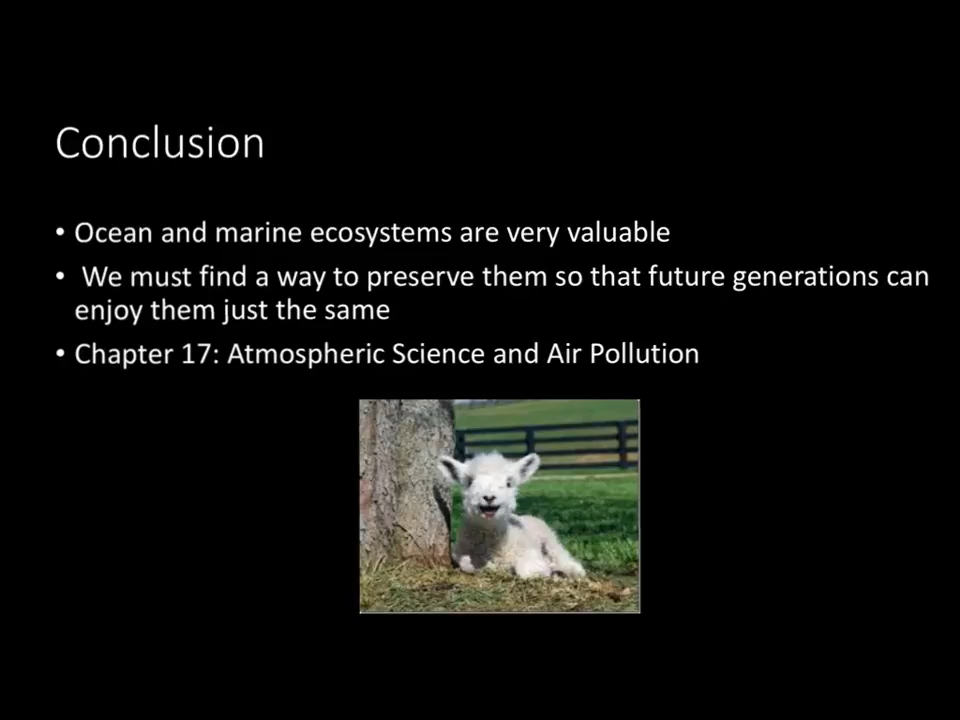 Conclusion
• Ocean and marine ecosystems are very valuable
• We must find a way to preserve them so that future generations can
enjoy them just the same
• Chapter 17: Atmospheric Science and Air Pollution